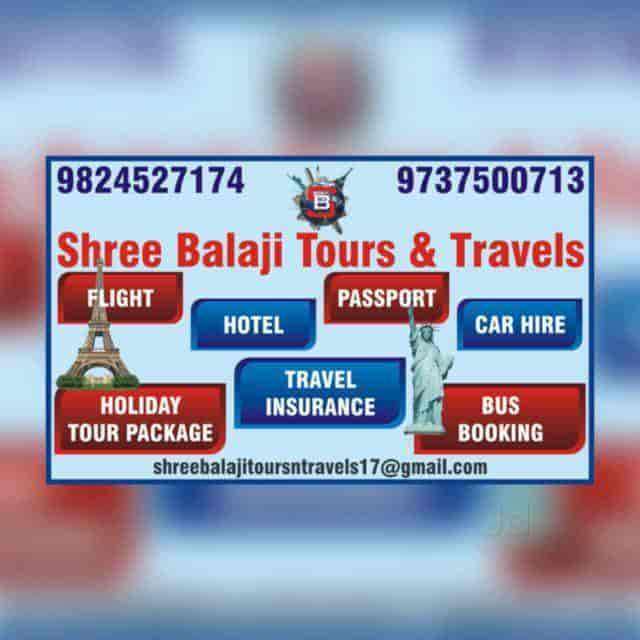 9824527174
9737500713
Shree Balaji Tours & Travels
FLIGHT
PASSPORT
HOTEL
CAR HIRE
TRAVEL
INSURANCE
HOLIDAY
TOUR PACKAGE
BUS
BOOKING
shreebalajitoursntravels17@gmail.com